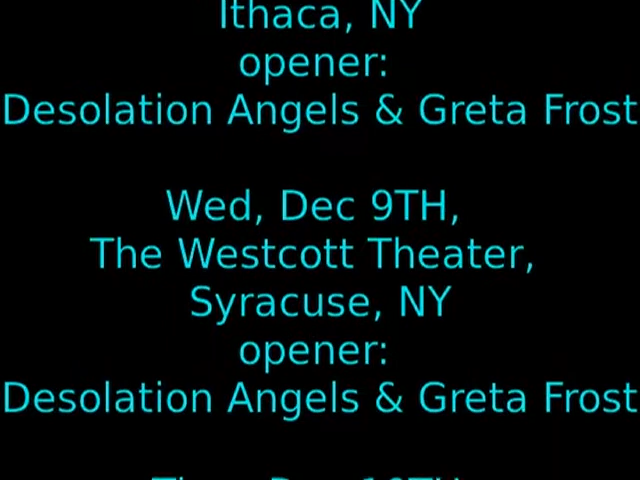 Ithaca, NY
opener:
Desolation Angels & Greta Frost
Wed, Dec 9TH,
The Westcott Theater,
Syracuse, NY
opener:
Desolation Angels & Greta Frost